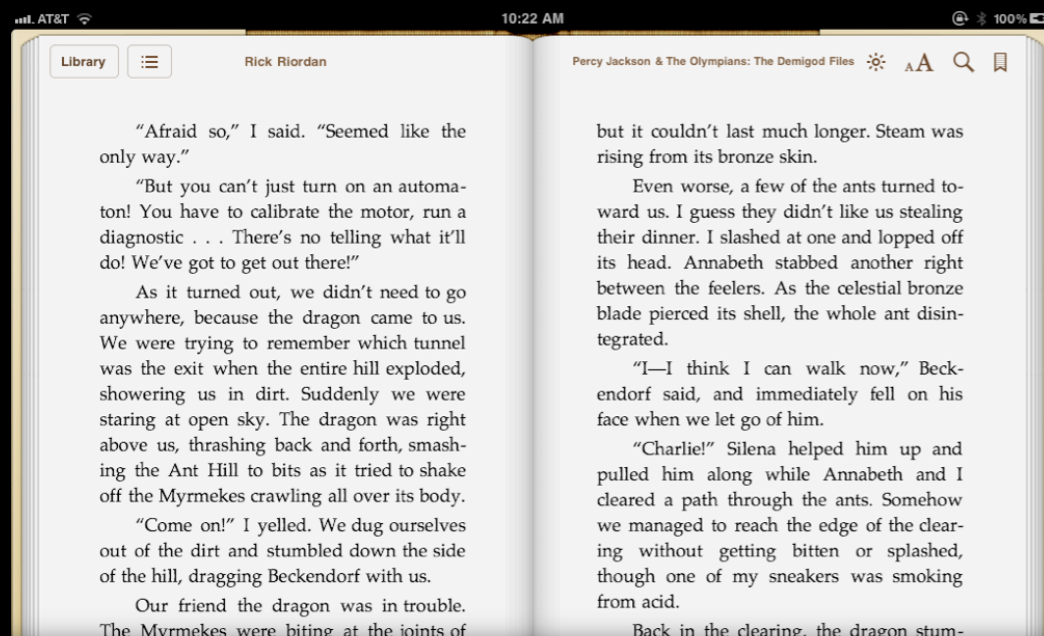 AT&T
10:22 AM
100%
Library
Rick Riordan
Percy Jackson & The Olympians: The Demigod Files
AA
“Afraid so,” I said. “Seemed like the
only way.”
“But you can’t just turn on an automa-
ton! You have to calibrate the motor, run a
diagnostic . . . There’s no telling what it’ll
do! We’ve got to get out there!”
As it turned out, we didn’t need to go
anywhere, because the dragon came to us.
We were trying to remember which tunnel
was the exit when the entire hill exploded,
showering us in dirt. Suddenly we were
staring at open sky. The dragon was right
above us, thrashing back and forth, smash-
ing the Ant Hill to bits as it tried to shake
off the Myrmekes crawling all over its body.
“Come on!” I yelled. We dug ourselves
out of the dirt and stumbled down the side
of the hill, dragging Beckendorf with us.
Our friend the dragon was in trouble.
The Myrmekes were biting at the joints of
but it couldn’t last much longer. Steam was
rising from its bronze skin.
Even worse, a few of the ants turned to-
ward us. I guess they didn’t like us stealing
their dinner. I slashed at one and lopped off
its head. Annabeth stabbed another right
between the feelers. As the celestial bronze
blade pierced its shell, the whole ant disin-
tegrated.
“I—I think I can walk now,” Beck-
endorf said, and immediately fell on his
face when we let go of him.
“Charlie!” Silena helped him up and
pulled him along while Annabeth and I
cleared a path through the ants. Somehow
we managed to reach the edge of the clear-
ing without getting bitten or splashed,
though one of my sneakers was smoking
from acid.
Back in the clearing, the dragon stum-